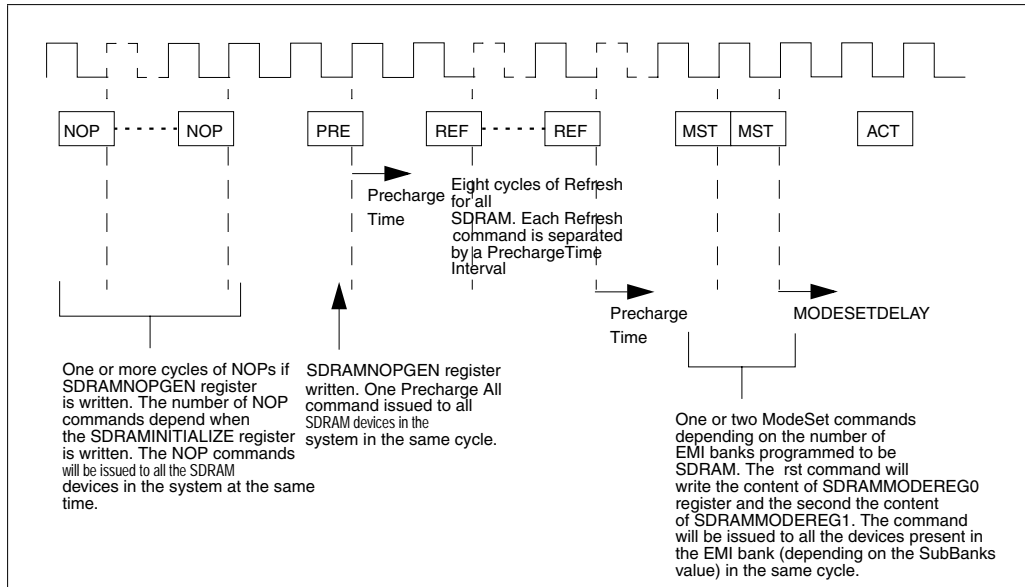 NOP NOP PRE REF REF MST MST ACT
Precharge
Time
Eight cycles of Refresh
for all
SDRAM. Each Refresh
command is separated
by a PrechargeTime
Interval
Precharge
Time
MODESETDELAY
One or more cycles of NOPs if
SDRAMNOPGEN register
is written. The number of NOP
commands depend when
the SDRAMINITIALIZE register
is written. The NOP commands
will be issued to all the SDRAM
devices in the system at the same
time.
SDRAMNOPGEN register
written. One Precharge All
command issued to all
SDRAM devices in the
system in the same cycle.
One or two ModeSet commands
depending on the number of
EMI banks programmed to be
SDRAM. The rst command will
write the content of SDRAMMODEREG0
register and the second the content
of SDRAMMODEREG1. The command
will be issued to all the devices present in
the EMI bank (depending on the SubBanks
value) in the same cycle.